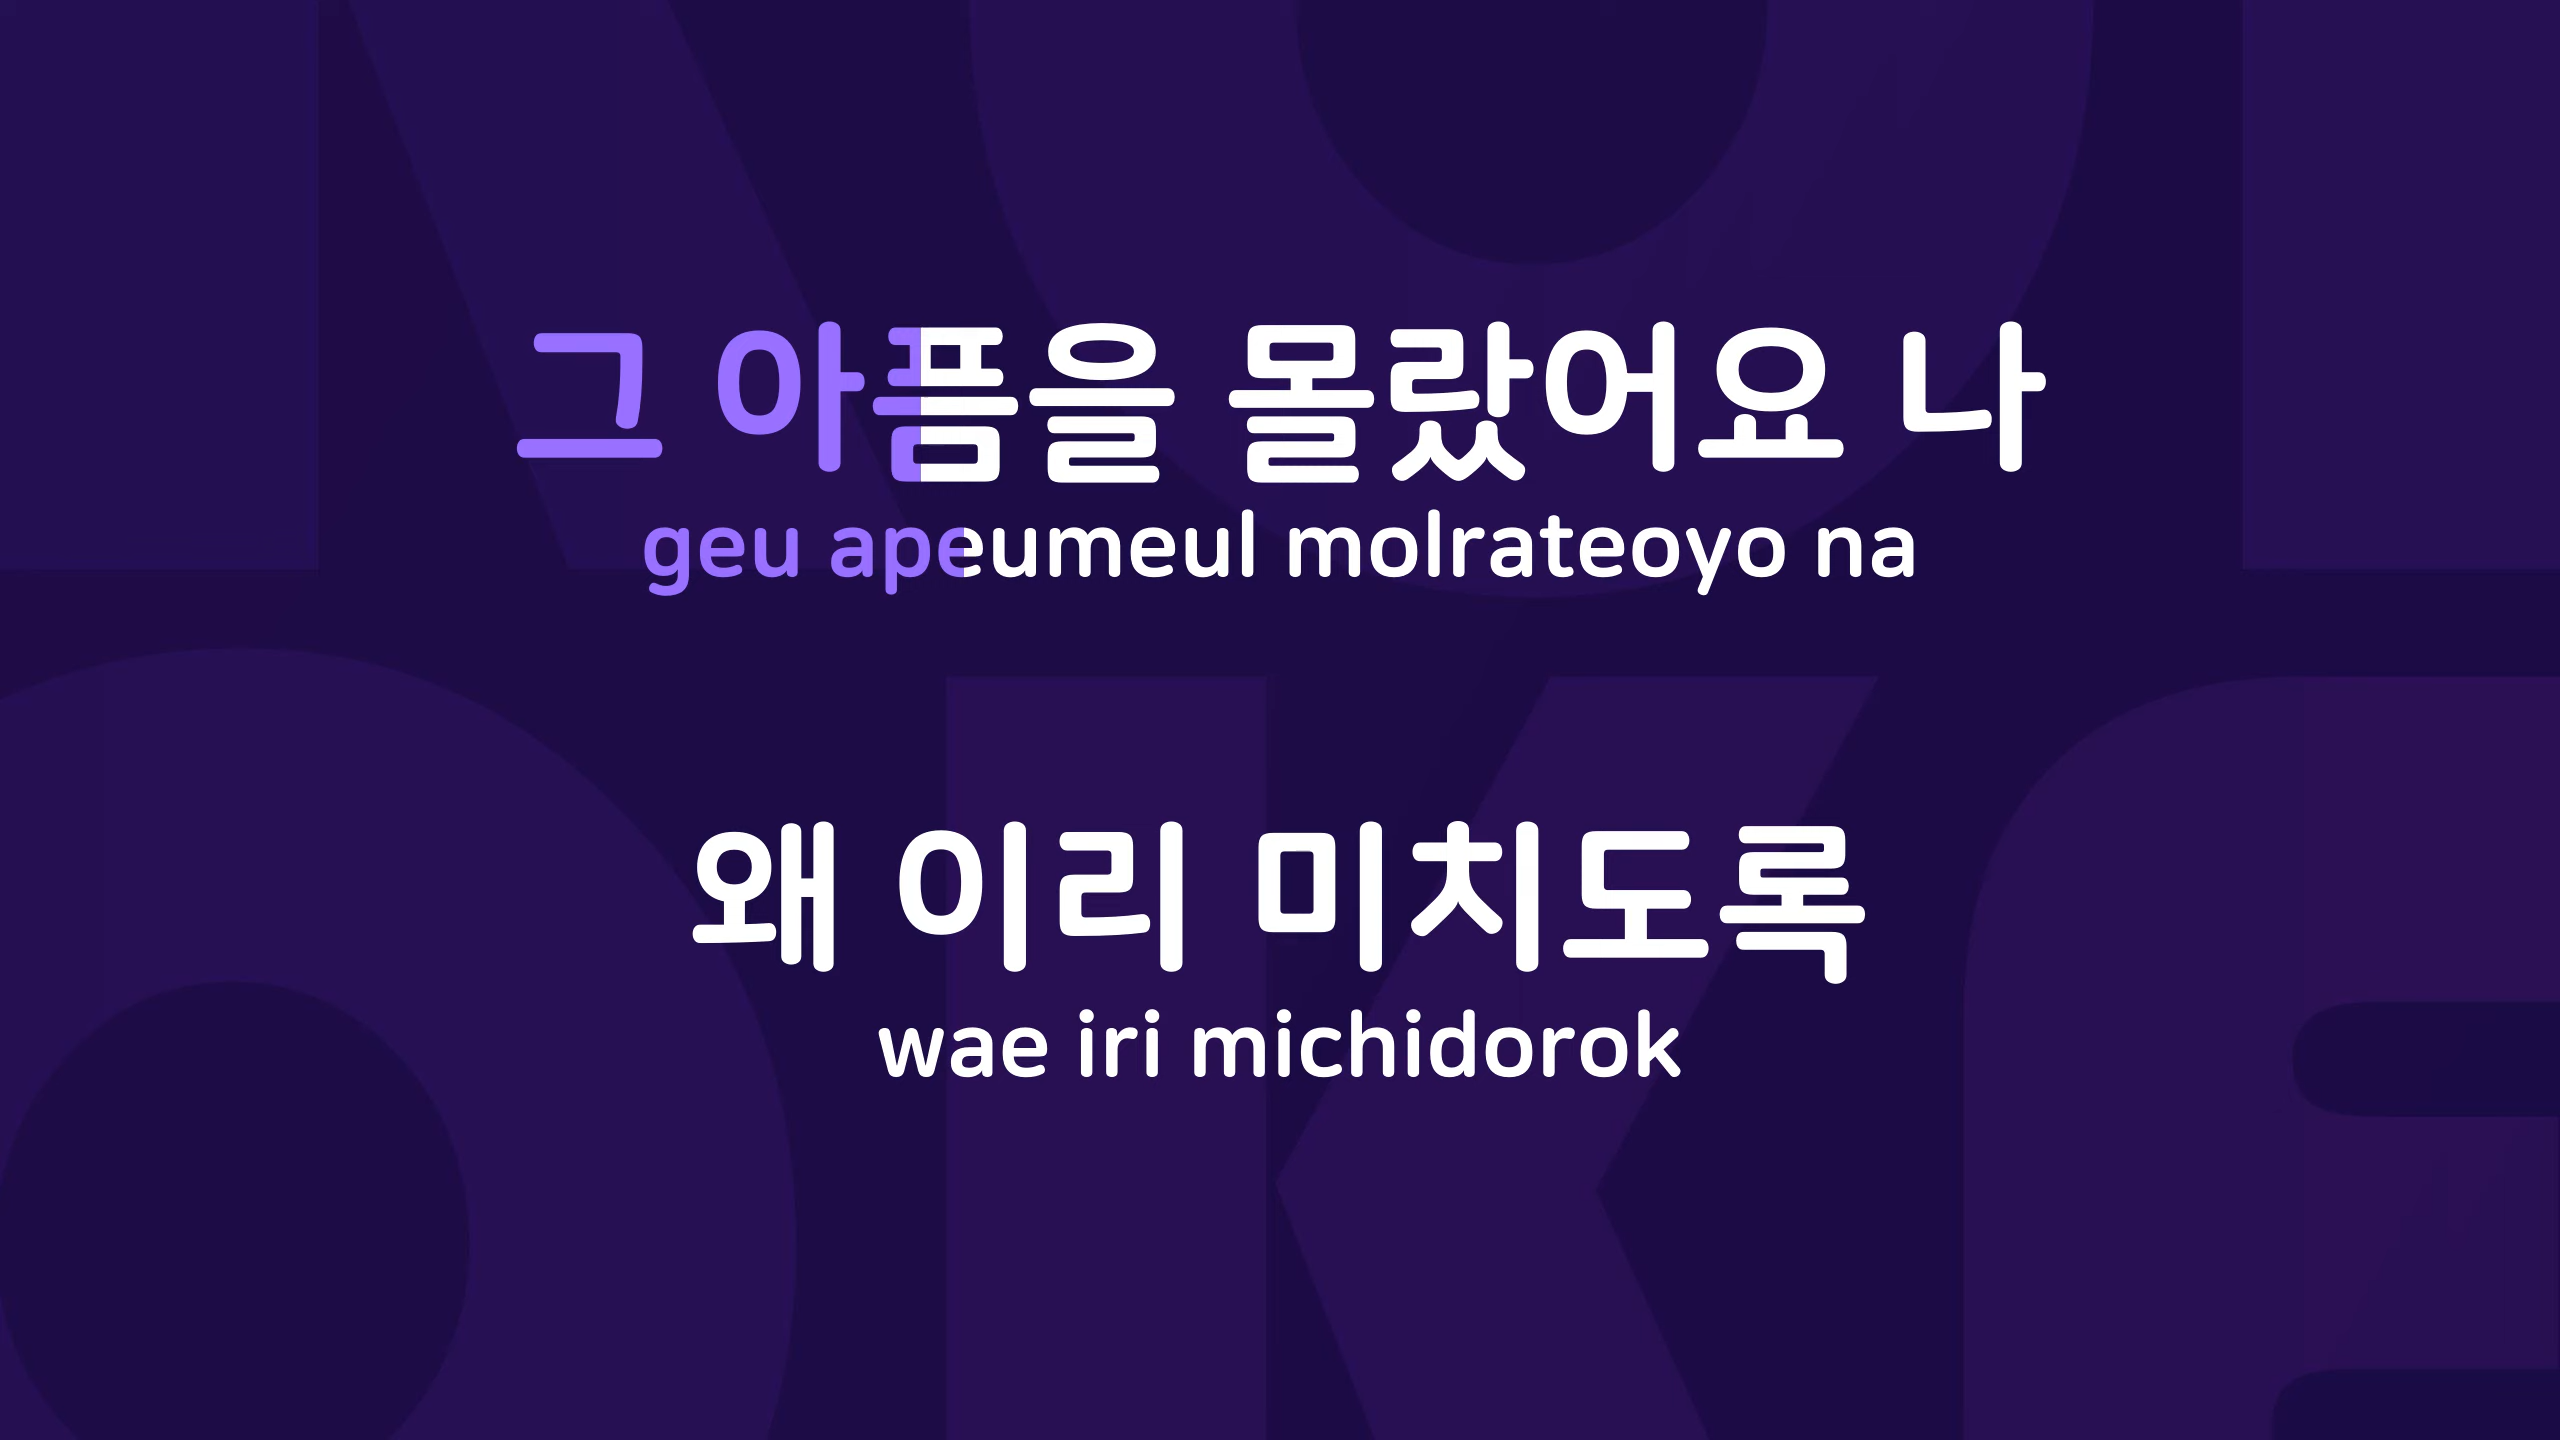 그 아픔을 몰랐어요 나
geu apeumeul molrateoyo na
왜 이리 미치도록
wae iri michidorok